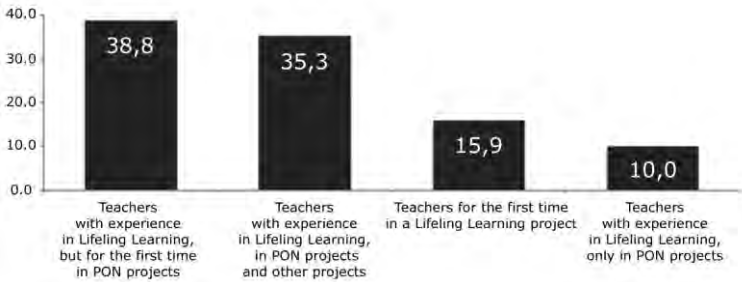 40.0
30.0
20.0
10.0
0.0
38,8
35,3
15,9
10,0
Teachers
with experience
in Lifeling Learning,
but for the first time
in PON projects
Teachers
with experience
in Lifeling Learning,
in PON projects
and other projects
Teachers for the first time
in a Lifeling Learning project
Teachers
with experience
in Lifeling Learning,
only in PON projects